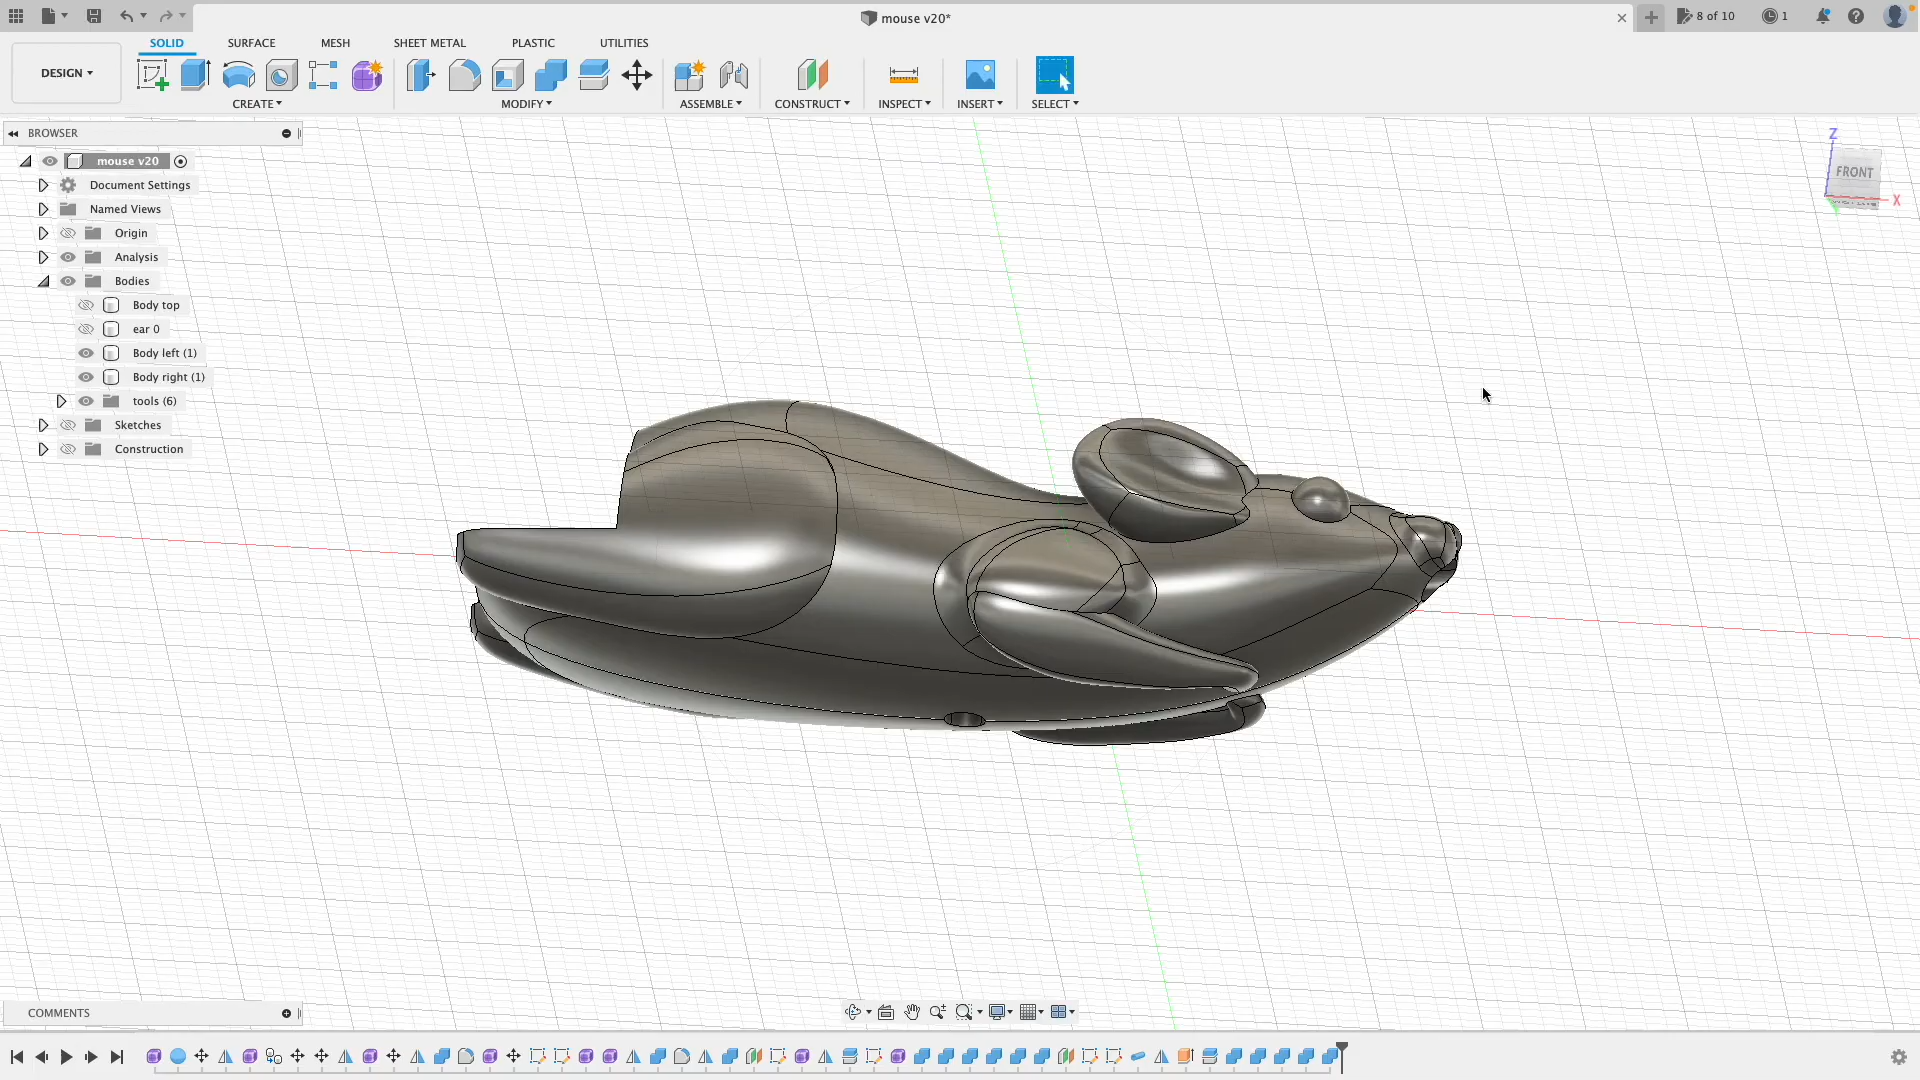 mouse v20*
8 of 10
1
SOLID
SURFACE
MESH
SHEET METAL
PLASTIC
UTILITIES
DESIGN
CREATE
MODIFY
ASSEMBLE
CONSTRUCT
INSPECT
INSERT
SELECT
BROWSER
mouse v20
Document Settings
Named Views
Origin
Analysis
Bodies
Body top
ear 0
Body left (1)
Body right (1)
tools (6)
Sketches
Construction
Z
FRONT
X
COMMENTS